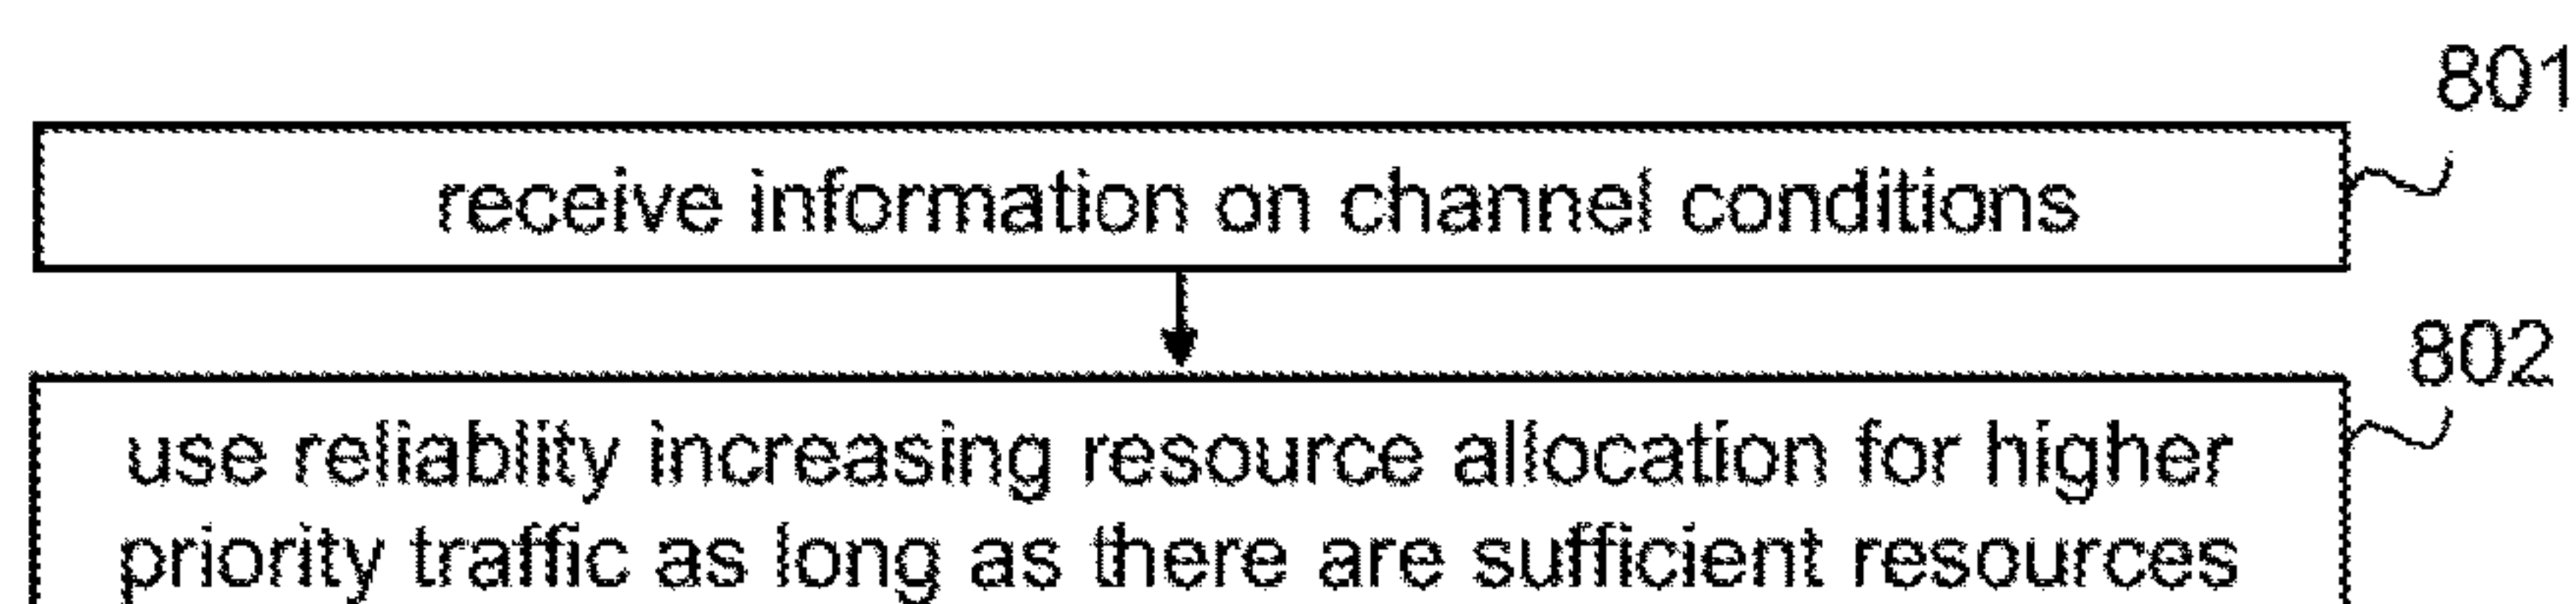 801
receive information on channel conditions
802
use reliablity increasing resource allocation for higher
priority traffic as long as there are sufficient resources